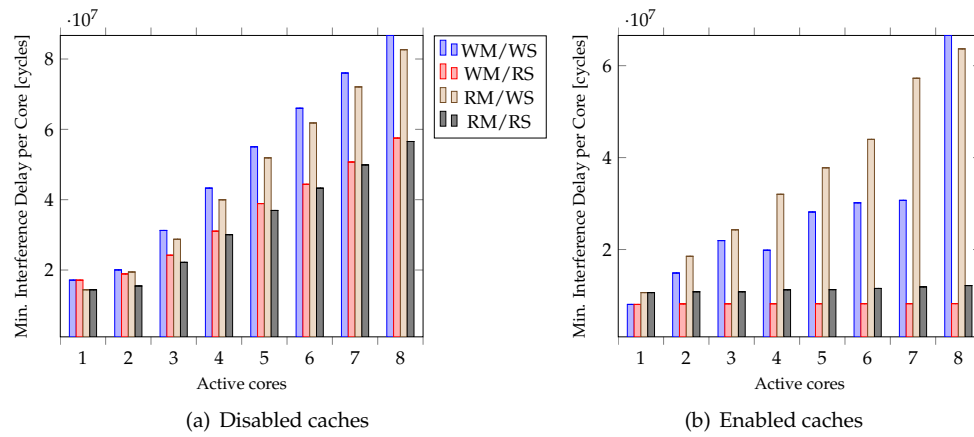 ·10⁷
8
6
4
2
Min. Interference Delay per Core [cycles]
1 2 3 4 5 6 7 8
Active cores
(a) Disabled caches
WM/WS
WM/RS
RM/WS
RM/RS
·10⁷
6
4
2
Min. Interference Delay per Core [cycles]
1 2 3 4 5 6 7 8
Active cores
(b) Enabled caches